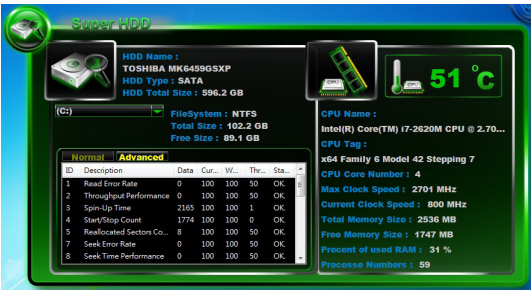 Super HDD
HDD Name :
TOSHIBA MK6459GSXP
HDD Type : SATA
HDD Total Size : 596.2 GB
(C:)
FileSystem : NTFS
Total Size : 102.2 GB
Free Size : 89.1 GB
Normal Advanced
ID Description Data Cur... W... Thr... Sta...
1 Read Error Rate 0 100 100 50 OK
2 Throughput Performance 0 100 100 50 OK
3 Spin-Up Time 2165 100 100 1 OK
4 Start/Stop Count 1774 100 100 0 OK
5 Reallocated Sectors Co... 8 100 100 50 OK
7 Seek Error Rate 0 100 100 50 OK
8 Seek Time Performance 0 100 100 50 OK
CPU
CPU
51 °c
CPU Name :
Intel(R) Core(TM) i7-2620M CPU @ 2.70...
CPU Tag :
x64 Family 6 Model 42 Stepping 7
CPU Core Number : 4
Max Clock Speed : 2701 MHz
Current Clock Speed : 800 MHz
Total Memory Size : 2536 MB
Free Memory Size : 1747 MB
Precent of used RAM : 31 %
Processe Numbers : 59